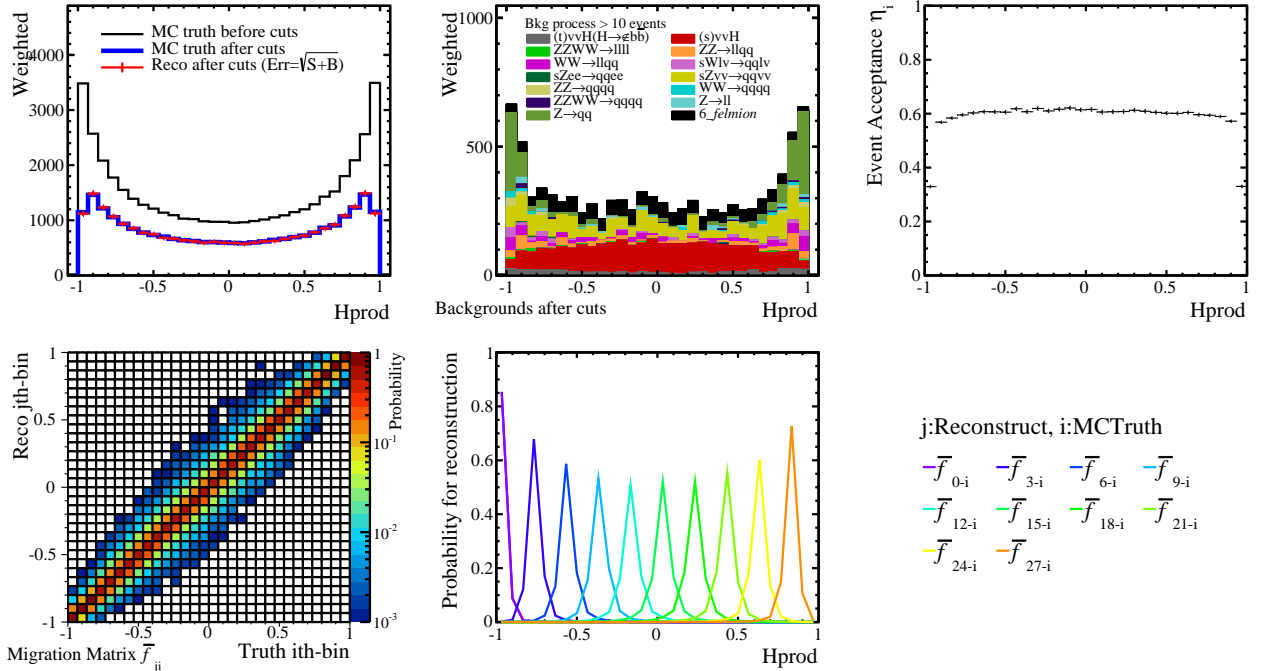 Weighted
4000
3000
2000
1000
0
MC truth before cuts
MC truth after cuts
Reco after cuts (Err=√S+B)
-1 -0.5 0 0.5 1
Hprod
Weighted
1000
500
0
Bkg process > 10 events
(t)vvH(H→¢bb̄) (s)vvH
ZZWW→llll ZZ→llqq
WW→llqq sWlv→qqlv
sZee→qqee sZvv→qqvv
ZZ→qqqq WW→qqqq
ZZWW→qqqq Z→ll
Z→qq 6_felmion
-1 -0.5 0 0.5 1
Backgrounds after cuts Hprod
Event Acceptance η_i
1
0.8
0.6
0.4
0.2
0
-1 -0.5 0 0.5 1
Hprod
Reco jth-bin
1
0.5
0
-0.5
-1
-1 -0.5 0 0.5 1
Migration Matrix f̅_ji Truth ith-bin
Probability
1
10^-1
10^-2
10^-3
Probability for reconstruction
1
0.8
0.6
0.4
0.2
0
-1 -0.5 0 0.5 1
Hprod
j:Reconstruct, i:MCTruth
f̅_0-i f̅_3-i f̅_6-i f̅_9-i
f̅_12-i f̅_15-i f̅_18-i f̅_21-i
f̅_24-i f̅_27-i